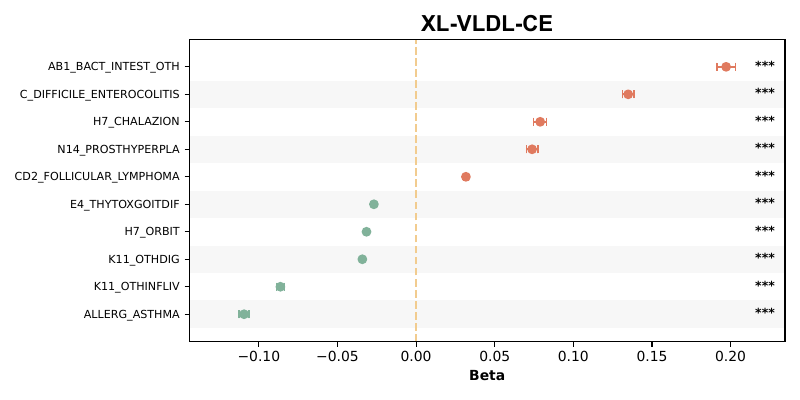 XL-VLDL-CE
AB1_BACT_INTEST_OTH ***
C_DIFFICILE_ENTEROCOLITIS ***
H7_CHALAZION ***
N14_PROSTHYPERPLA ***
CD2_FOLLICULAR_LYMPHOMA ***
E4_THYTOXGOITDIF ***
H7_ORBIT ***
K11_OTHDIG ***
K11_OTHINFLIV ***
ALLERG_ASTHMA ***
−0.10 −0.05 0.00 0.05 0.10 0.15 0.20
Beta